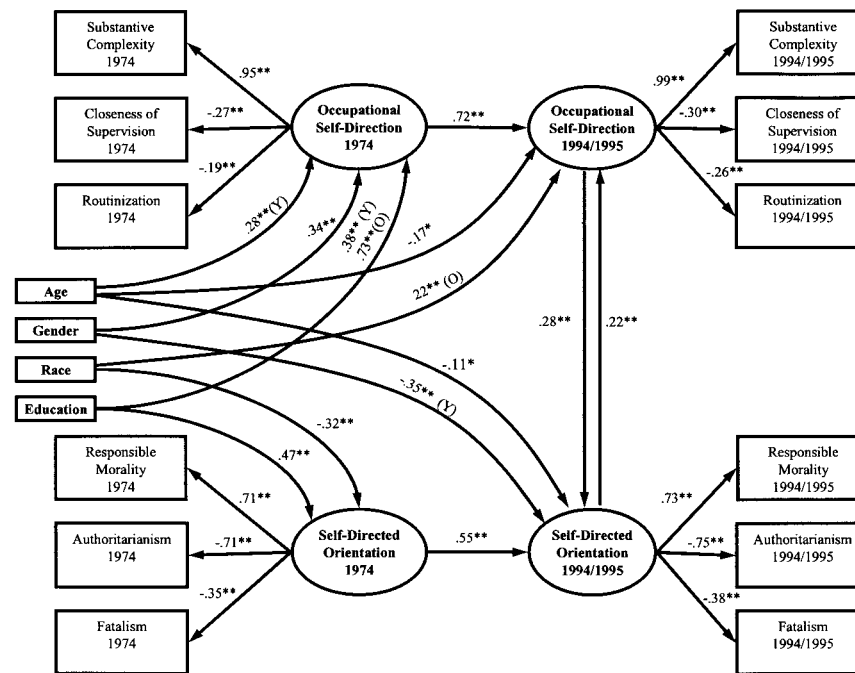 Substantive
Complexity
1974
Closeness of
Supervision
1974
Routinization
1974
.95**
-.27**
-.19**
Occupational
Self-Direction
1974
.72**
Occupational
Self-Direction
1994/1995
.99**
-.30**
-.26**
Substantive
Complexity
1994/1995
Closeness of
Supervision
1994/1995
Routinization
1994/1995
.28**(Y)
.34**
.38** (Y)
.73**(O)
-.17*
22** (O)
Age
Gender
Race
Education
-.11*
-.35** (Y)
-.32**
.47**
.28**
.22**
Responsible
Morality
1974
Authoritarianism
1974
Fatalism
1974
.71**
-.71**
-.35**
Self-Directed
Orientation
1974
.55**
Self-Directed
Orientation
1994/1995
.73**
-.75**
-.38**
Responsible
Morality
1994/1995
Authoritarianism
1994/1995
Fatalism
1994/1995